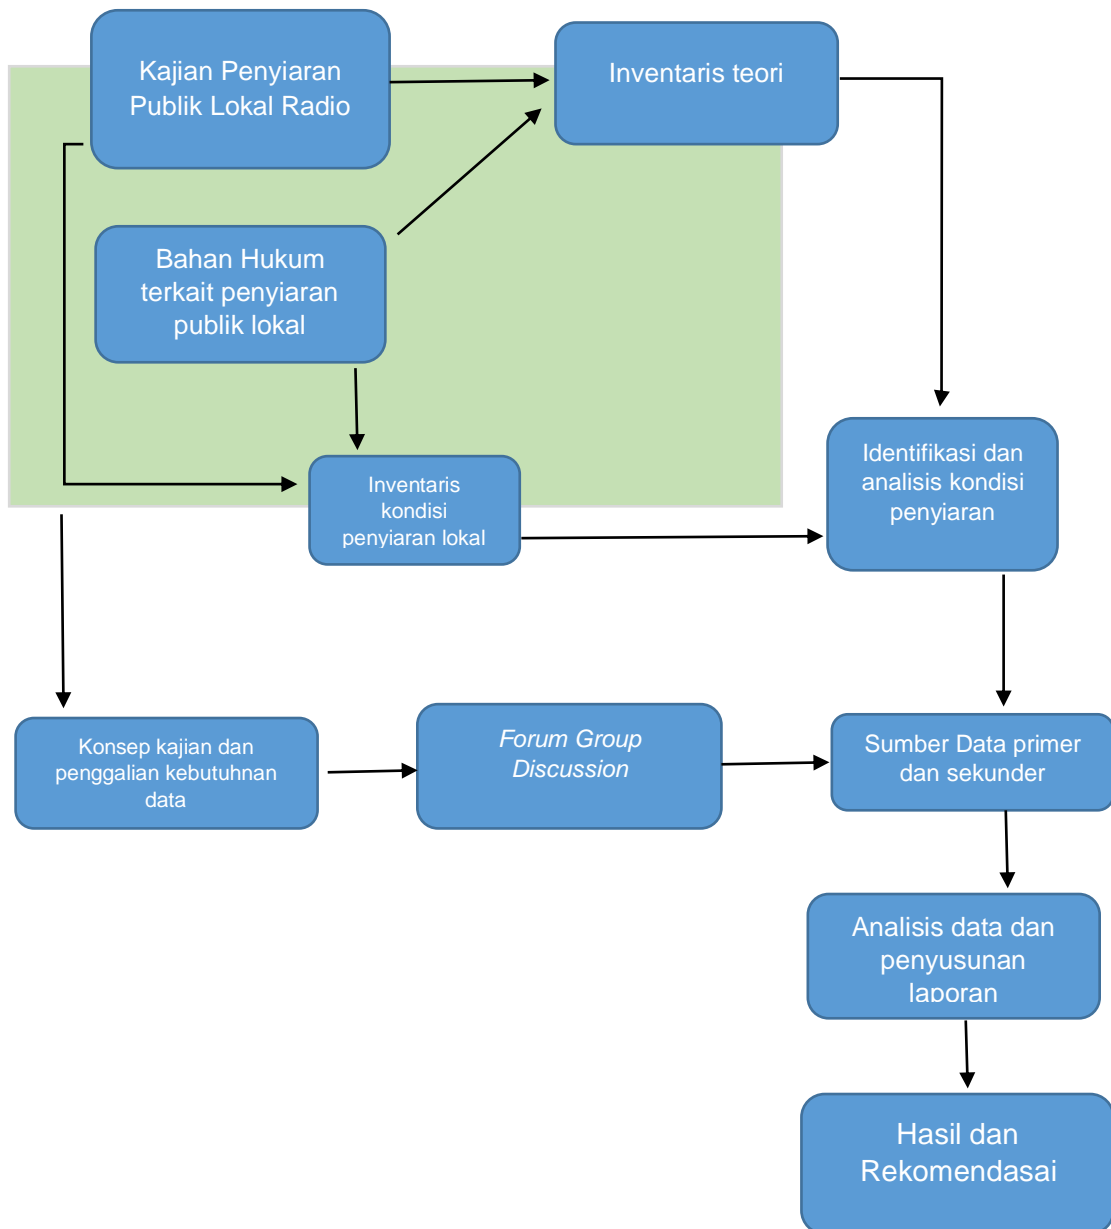 Kajian Penyiaran
Publik Lokal Radio
Inventaris teori
Bahan Hukum
terkait penyiaran
publik lokal
Inventaris
kondisi
penyiaran lokal
Identifikasi dan
analisis kondisi
penyiaran
Konsep kajian dan
penggalian kebutuhnan
data
Forum Group
Discussion
Sumber Data primer
dan sekunder
Analisis data dan
penyusunan
laporan
Hasil dan
Rekomendasai